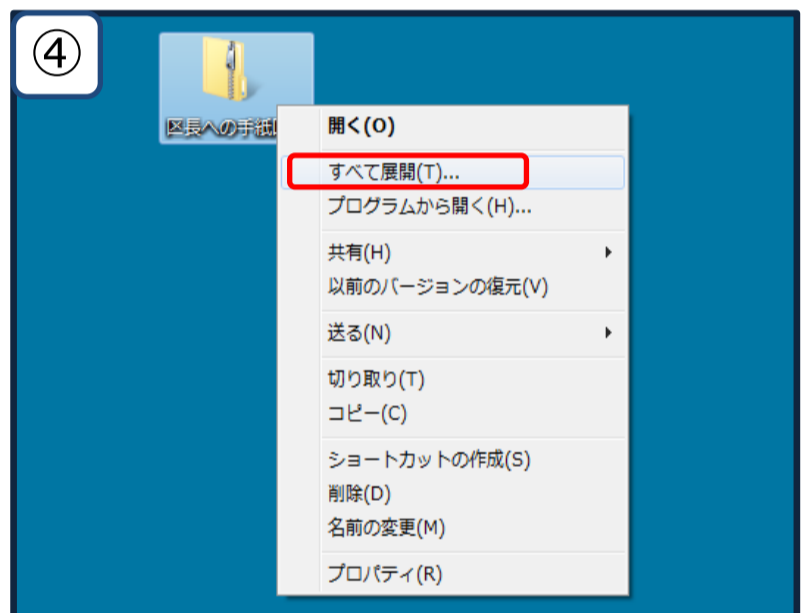 ④
区長への手紙
開く(O)
すべて展開(T)...
プログラムから開く(H)...
共有(H)
以前のバージョンの復元(V)
送る(N)
切り取り(T)
コピー(C)
ショートカットの作成(S)
削除(D)
名前の変更(M)
プロパティ(R)